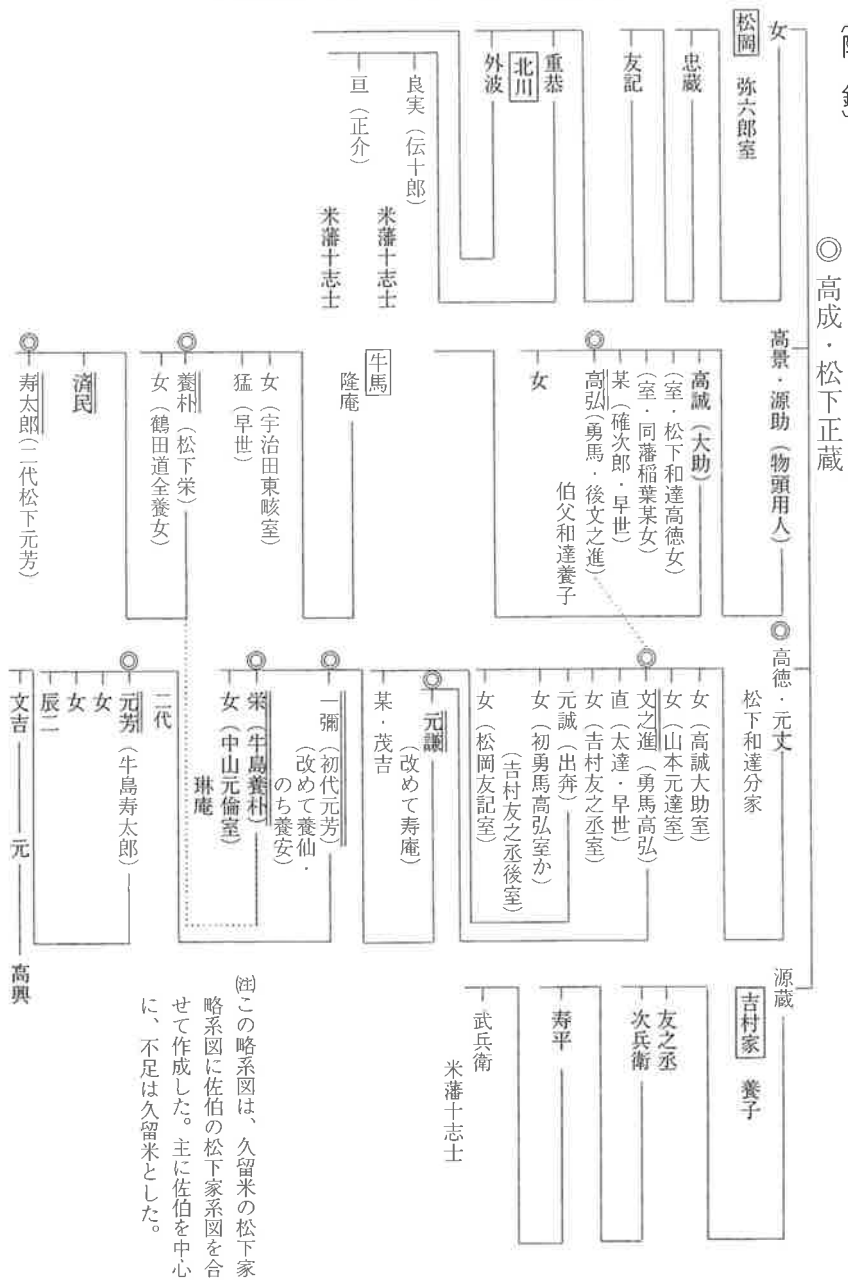 ◎高成・松下正蔵
女
松岡 弥六郎室
忠蔵
友記
重恭
北川
外波
良実(伝十郎)
米藩十志士
亘(正介)
米藩十志士
高景・源助(物頭用人)
高誠(大助)
(室・松下和達高徳女)
(室・同藩稲葉某女)
某(確次郎・早世)
◎高弘(勇馬・後文之進)
伯父和達養子
女
牛馬
隆庵
女(宇治田東畡室)
猛(早世)
◎養朴(松下栄)
女(鶴田道全養女)
済民
◎寿太郎(二代松下元芳)
◎高徳・元丈
松下和達分家
女(高誠大助室)
女(山本元達室)
◎文之進(勇馬高弘)
直(太達・早世)
女(吉村友之丞室)
元誠(出奔)
(吉村友之丞後室)
女(初勇馬高弘室か)
女(松岡友記室)
◎元謙
(改めて寿庵)
某・茂吉
◎一彌(初代元芳)
(改めて養仙・
のち養安)
栄(牛島養朴)
女(中山元倫室)
琳庵
二代
◎元芳(牛島寿太郎)
女
女
辰二
文吉 元 高興
源蔵
吉村家 養子
友之丞
次兵衛
寿平
武兵衛
米藩十志士
㊟この略系図は、久留米の松下家
略系図に佐伯の松下家系図を合
せて作成した。主に佐伯を中心
に、不足は久留米とした。